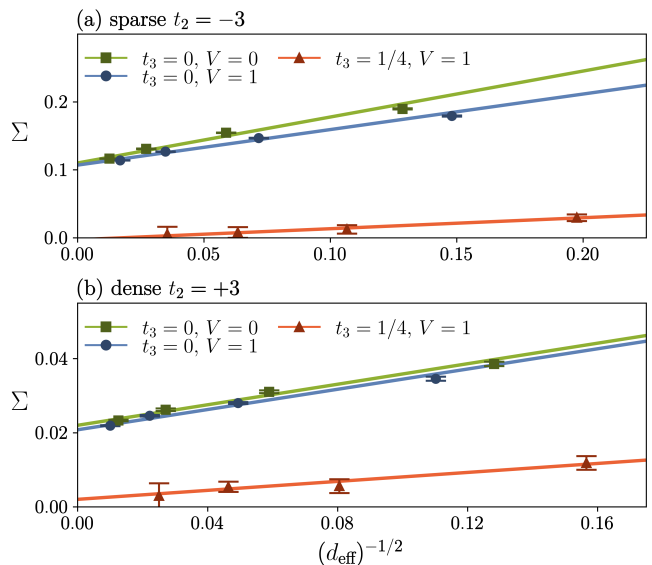 (a) sparse t₂ = −3
t₃ = 0, V = 0
t₃ = 1/4, V = 1
t₃ = 0, V = 1
0.2
Σ
0.1
0.0
0.00 0.05 0.10 0.15 0.20
(b) dense t₂ = +3
t₃ = 0, V = 0
t₃ = 1/4, V = 1
t₃ = 0, V = 1
0.04
Σ
0.02
0.00
0.00 0.04 0.08 0.12 0.16
(d_eff)^{−1/2}